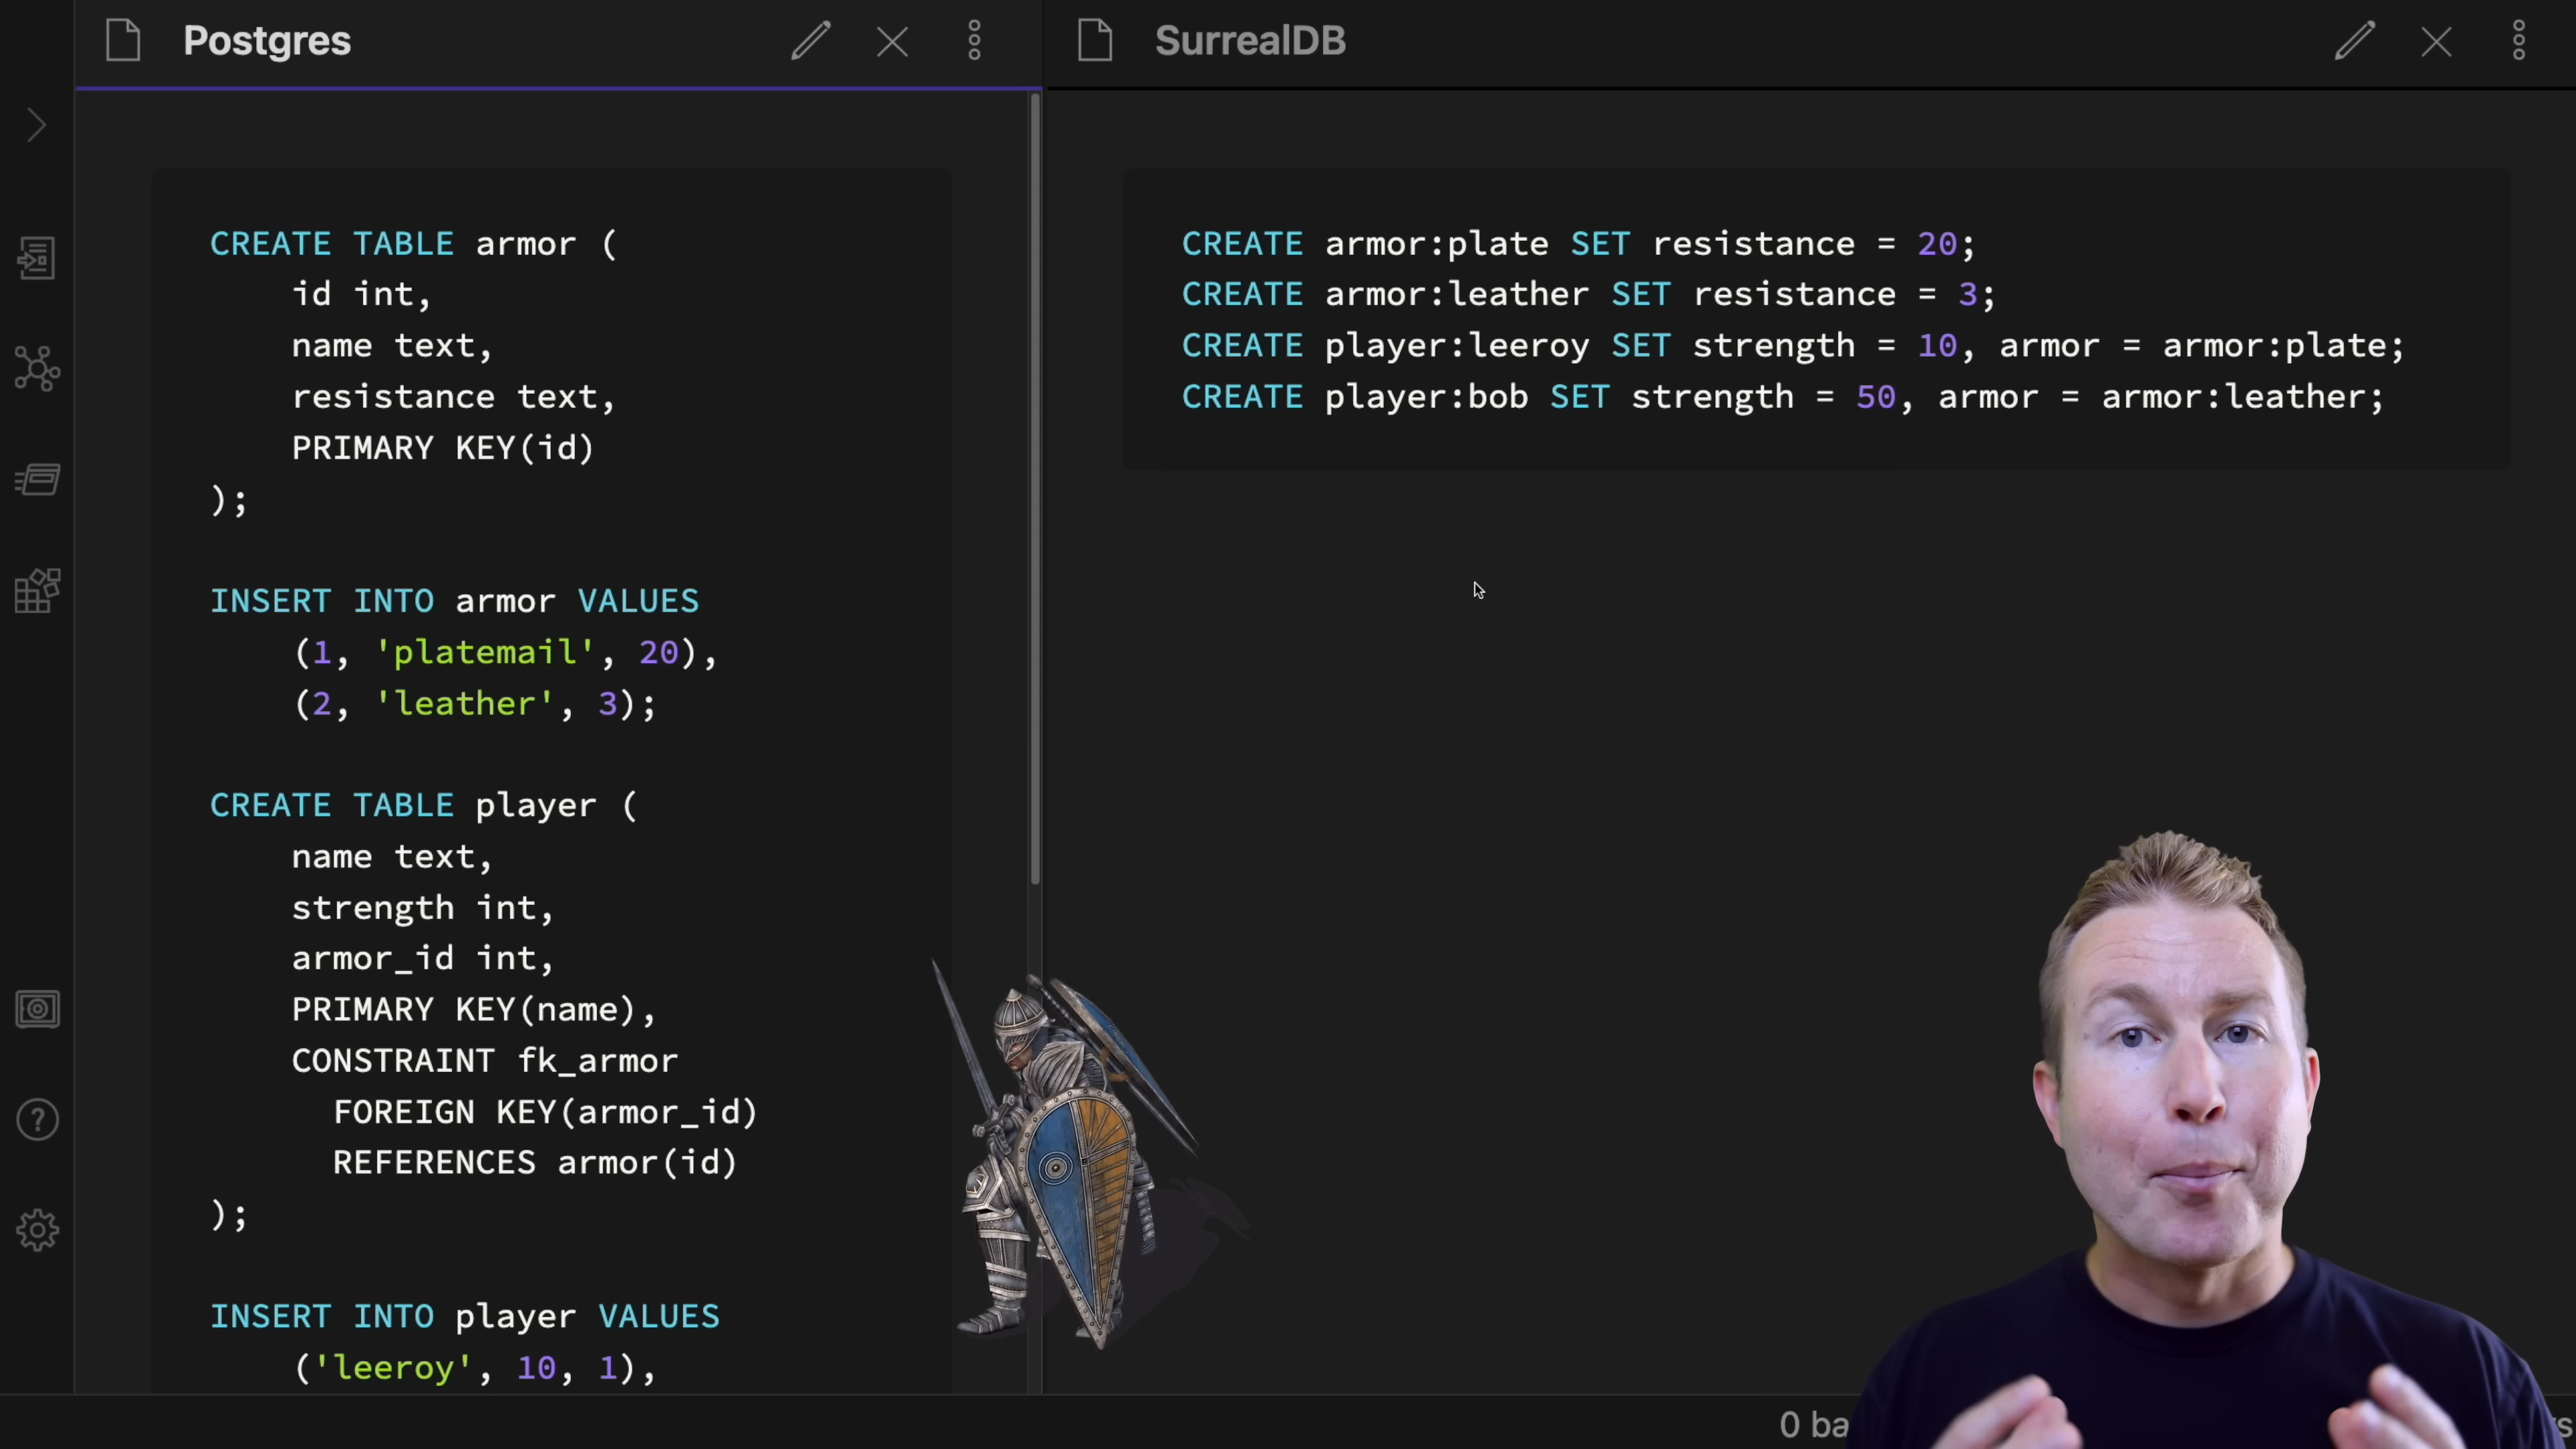 Postgres
CREATE TABLE armor (
id int,
name text,
resistance text,
PRIMARY KEY(id)
);
INSERT INTO armor VALUES
(1, 'platemail', 20),
(2, 'leather', 3);
CREATE TABLE player (
name text,
strength int,
armor_id int,
PRIMARY KEY(name),
CONSTRAINT fk_armor
FOREIGN KEY(armor_id)
REFERENCES armor(id)
);
INSERT INTO player VALUES
('leeroy', 10, 1),
SurrealDB
CREATE armor:plate SET resistance = 20;
CREATE armor:leather SET resistance = 3;
CREATE player:leeroy SET strength = 10, armor = armor:plate;
CREATE player:bob SET strength = 50, armor = armor:leather;
0